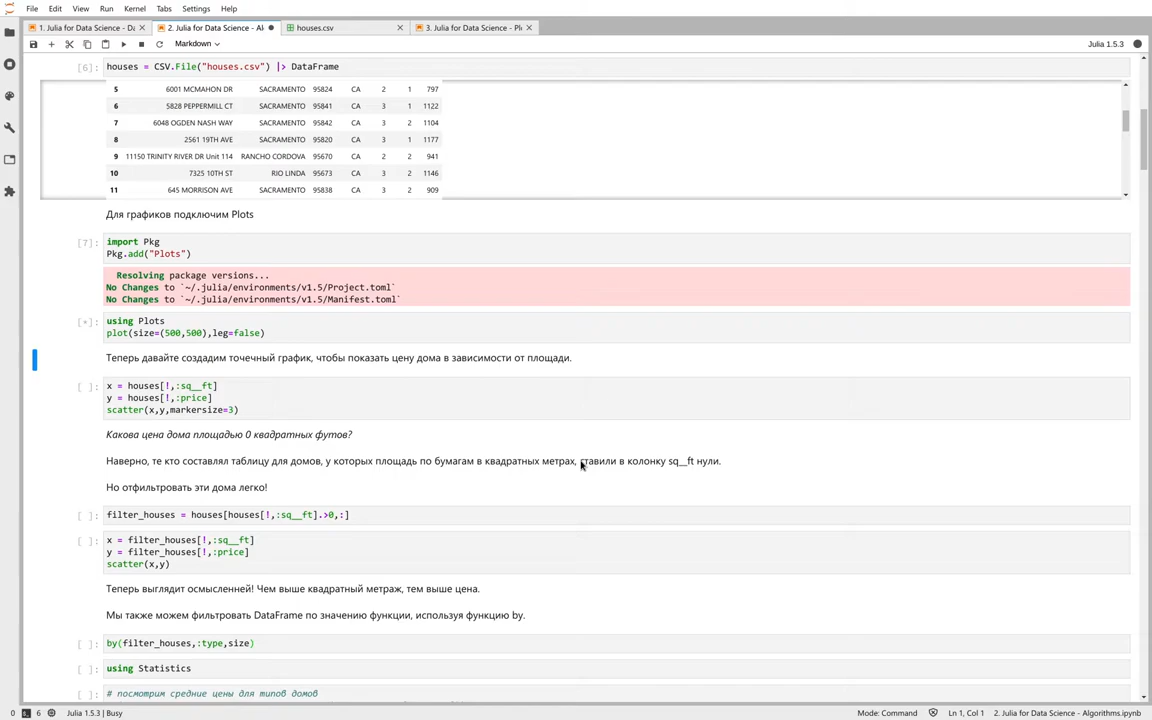 File Edit View Run Kernel Tabs Settings Help
1. Julia for Data Science - Da 2. Julia for Data Science - Al houses.csv 3. Julia for Data Science - Pl
Markdown Julia 1.5.3
[6]: houses = CSV.File("houses.csv") |> DataFrame
5 6001 MCMAHON DR SACRAMENTO 95824 CA 2 1 797
6 5828 PEPPERMILL CT SACRAMENTO 95841 CA 3 1 1122
7 6048 OGDEN NASH WAY SACRAMENTO 95842 CA 3 2 1104
8 2561 19TH AVE SACRAMENTO 95820 CA 3 1 1177
9 11150 TRINITY RIVER DR Unit 114 RANCHO CORDOVA 95670 CA 2 2 941
10 7325 10TH ST RIO LINDA 95673 CA 3 2 1146
11 645 MORRISON AVE SACRAMENTO 95838 CA 3 2 909
Для графиков подключим Plots
[7]: import Pkg
Pkg.add("Plots")
Resolving package versions...
No Changes to `~/.julia/environments/v1.5/Project.toml`
No Changes to `~/.julia/environments/v1.5/Manifest.toml`
[*]: using Plots
plot(size=(500,500),leg=false)
Теперь давайте создадим точечный график, чтобы показать цену дома в зависимости от площади.
[ ]: x = houses[!,:sq__ft]
y = houses[!,:price]
scatter(x,y,markersize=3)
Какова цена дома площадью 0 квадратных футов?
Наверно, те кто составлял таблицу для домов, у которых площадь по бумагам в квадратных метрах, ставили в колонку sq__ft нули.
Но отфильтровать эти дома легко!
[ ]: filter_houses = houses[houses[!,:sq__ft].>0,:]
[ ]: x = filter_houses[!,:sq__ft]
y = filter_houses[!,:price]
scatter(x,y)
Теперь выглядит осмысленней! Чем выше квадратный метраж, тем выше цена.
Мы также можем фильтровать DataFrame по значению функции, используя функцию by.
[ ]: by(filter_houses,:type,size)
[ ]: using Statistics
[ ]: # посмотрим средние цены для типов домов
0 6 Julia 1.5.3 | Busy Mode: Command Ln 1, Col 1 2. Julia for Data Science - Algorithms.ipynb